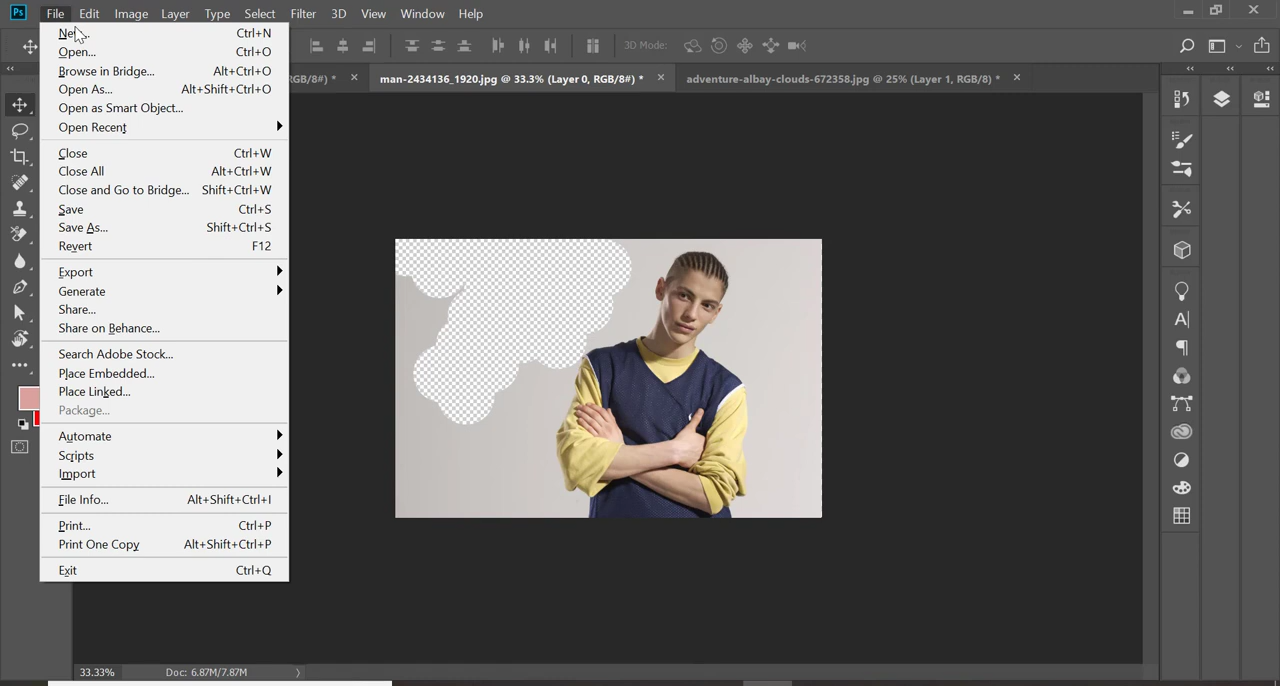 Ps File Edit Image Layer Type Select Filter 3D View Window Help
3D Mode:
RGB/8#) * × man-2434136_1920.jpg @ 33.3% (Layer 0, RGB/8#) * × adventure-albay-clouds-672358.jpg @ 25% (Layer 1, RGB/8) * ×
Ctrl+N
Open... Ctrl+O
Browse in Bridge... Alt+Ctrl+O
Open As... Alt+Shift+Ctrl+O
Open as Smart Object...
Open Recent
Close Ctrl+W
Close All Alt+Ctrl+W
Close and Go to Bridge... Shift+Ctrl+W
Save Ctrl+S
Save As... Shift+Ctrl+S
Revert F12
Export
Generate
Share...
Share on Behance...
Search Adobe Stock...
Place Embedded...
Place Linked...
Package...
Automate
Scripts
Import
File Info... Alt+Shift+Ctrl+I
Print... Ctrl+P
Print One Copy Alt+Shift+Ctrl+P
Exit Ctrl+Q
33.33% Doc: 6.87M/7.87M